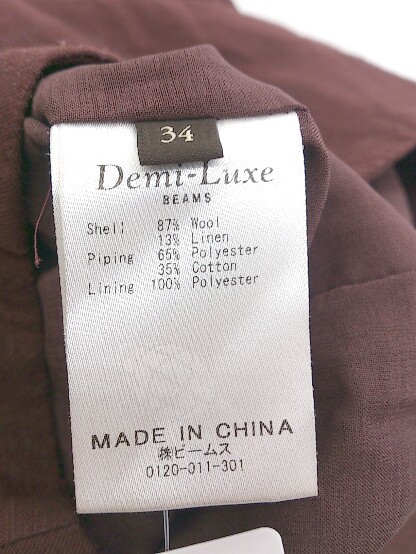 34
Demi-Luxe
BEAMS
Shell 87% Wool
13% Linen
Piping 65% Polyester
35% Cotton
Lining 100% Polyester
MADE IN CHINA
㈱ビームス
0120-011-301